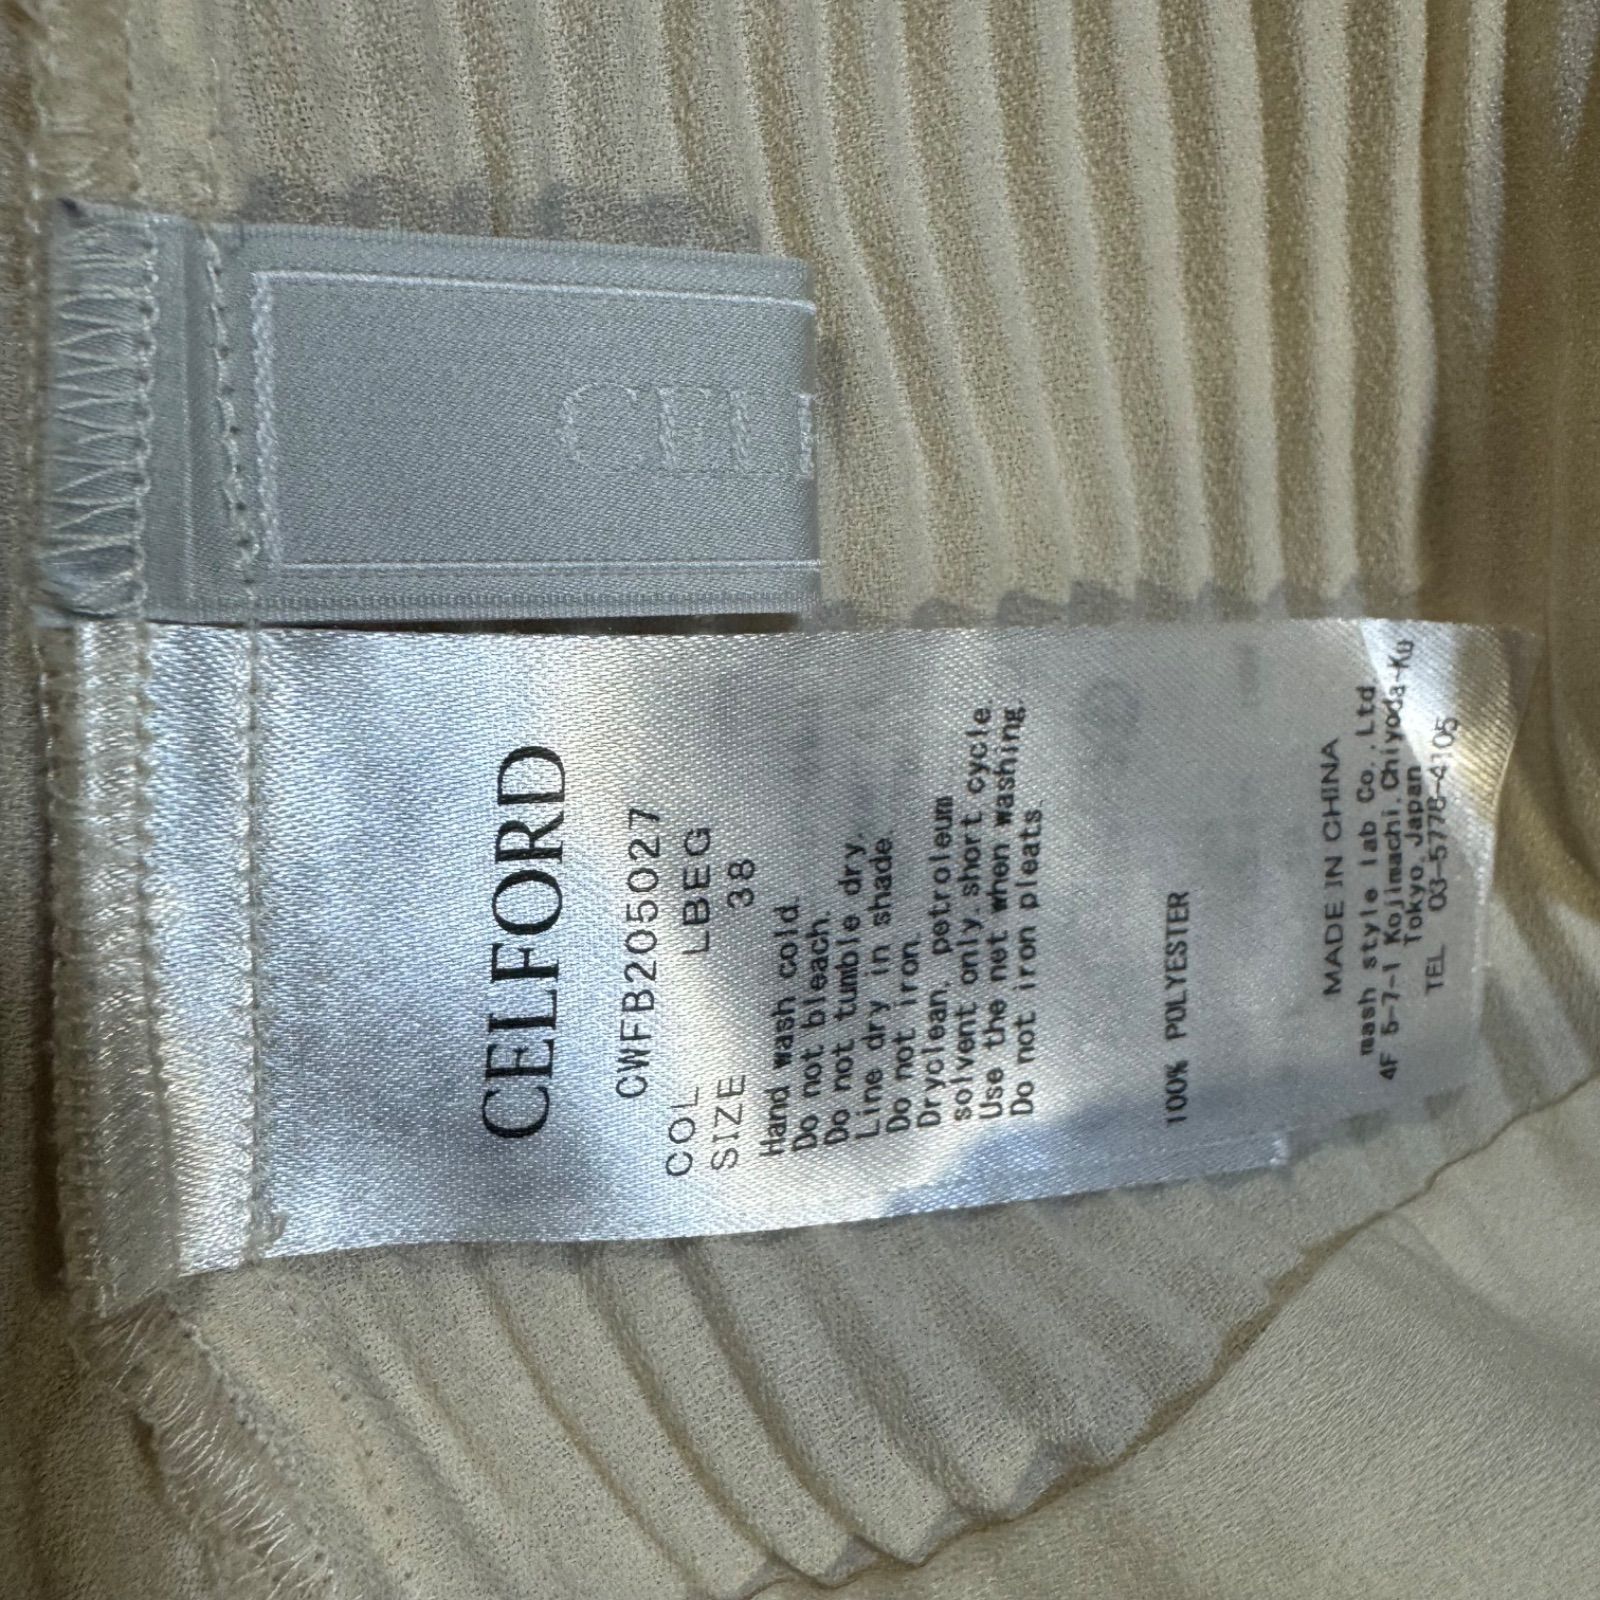 CELFORD
CWFB205027
COL LBEG
SIZE 38
Hand wash cold.
Do not bleach.
Do not tumble dry.
Line dry in shade.
Do not iron.
Dryclean, petroleum
solvent only,short cycle.
Use the net when washing.
Do not iron pleats.
100% POLYESTER
MADE IN CHINA
mash style lab Co.,Ltd.
4F 5-7-1 Kojimachi,Chiyoda-Ku
Tokyo, Japan
TEL 03-5778-4105